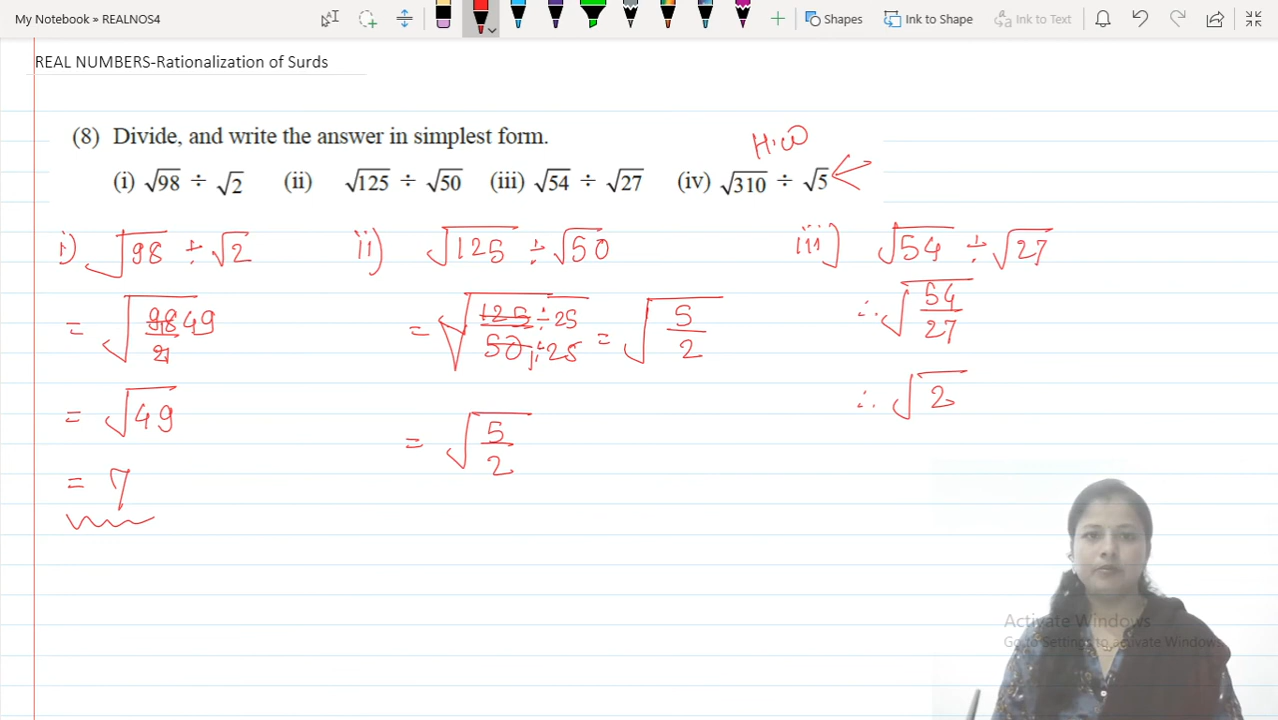 My Notebook » REALNOS4
Shapes
Ink to Shape
Ink to Text
REAL NUMBERS-Rationalization of Surds
H.W
(8) Divide, and write the answer in simplest form.
(i) √98 ÷ √2 (ii) √125 ÷ √50 (iii) √54 ÷ √27 (iv) √310 ÷ √5
i) √98 ÷ √2
= √98/2 49 1
= √49
= 7
ii) √125 ÷ √50
= √125÷25/50÷25 = √5/2
= √5/2
iii) √54 ÷ √27
∴ √54/27
∴ √2
Activate Windows
Go to Settings to activate Windows.